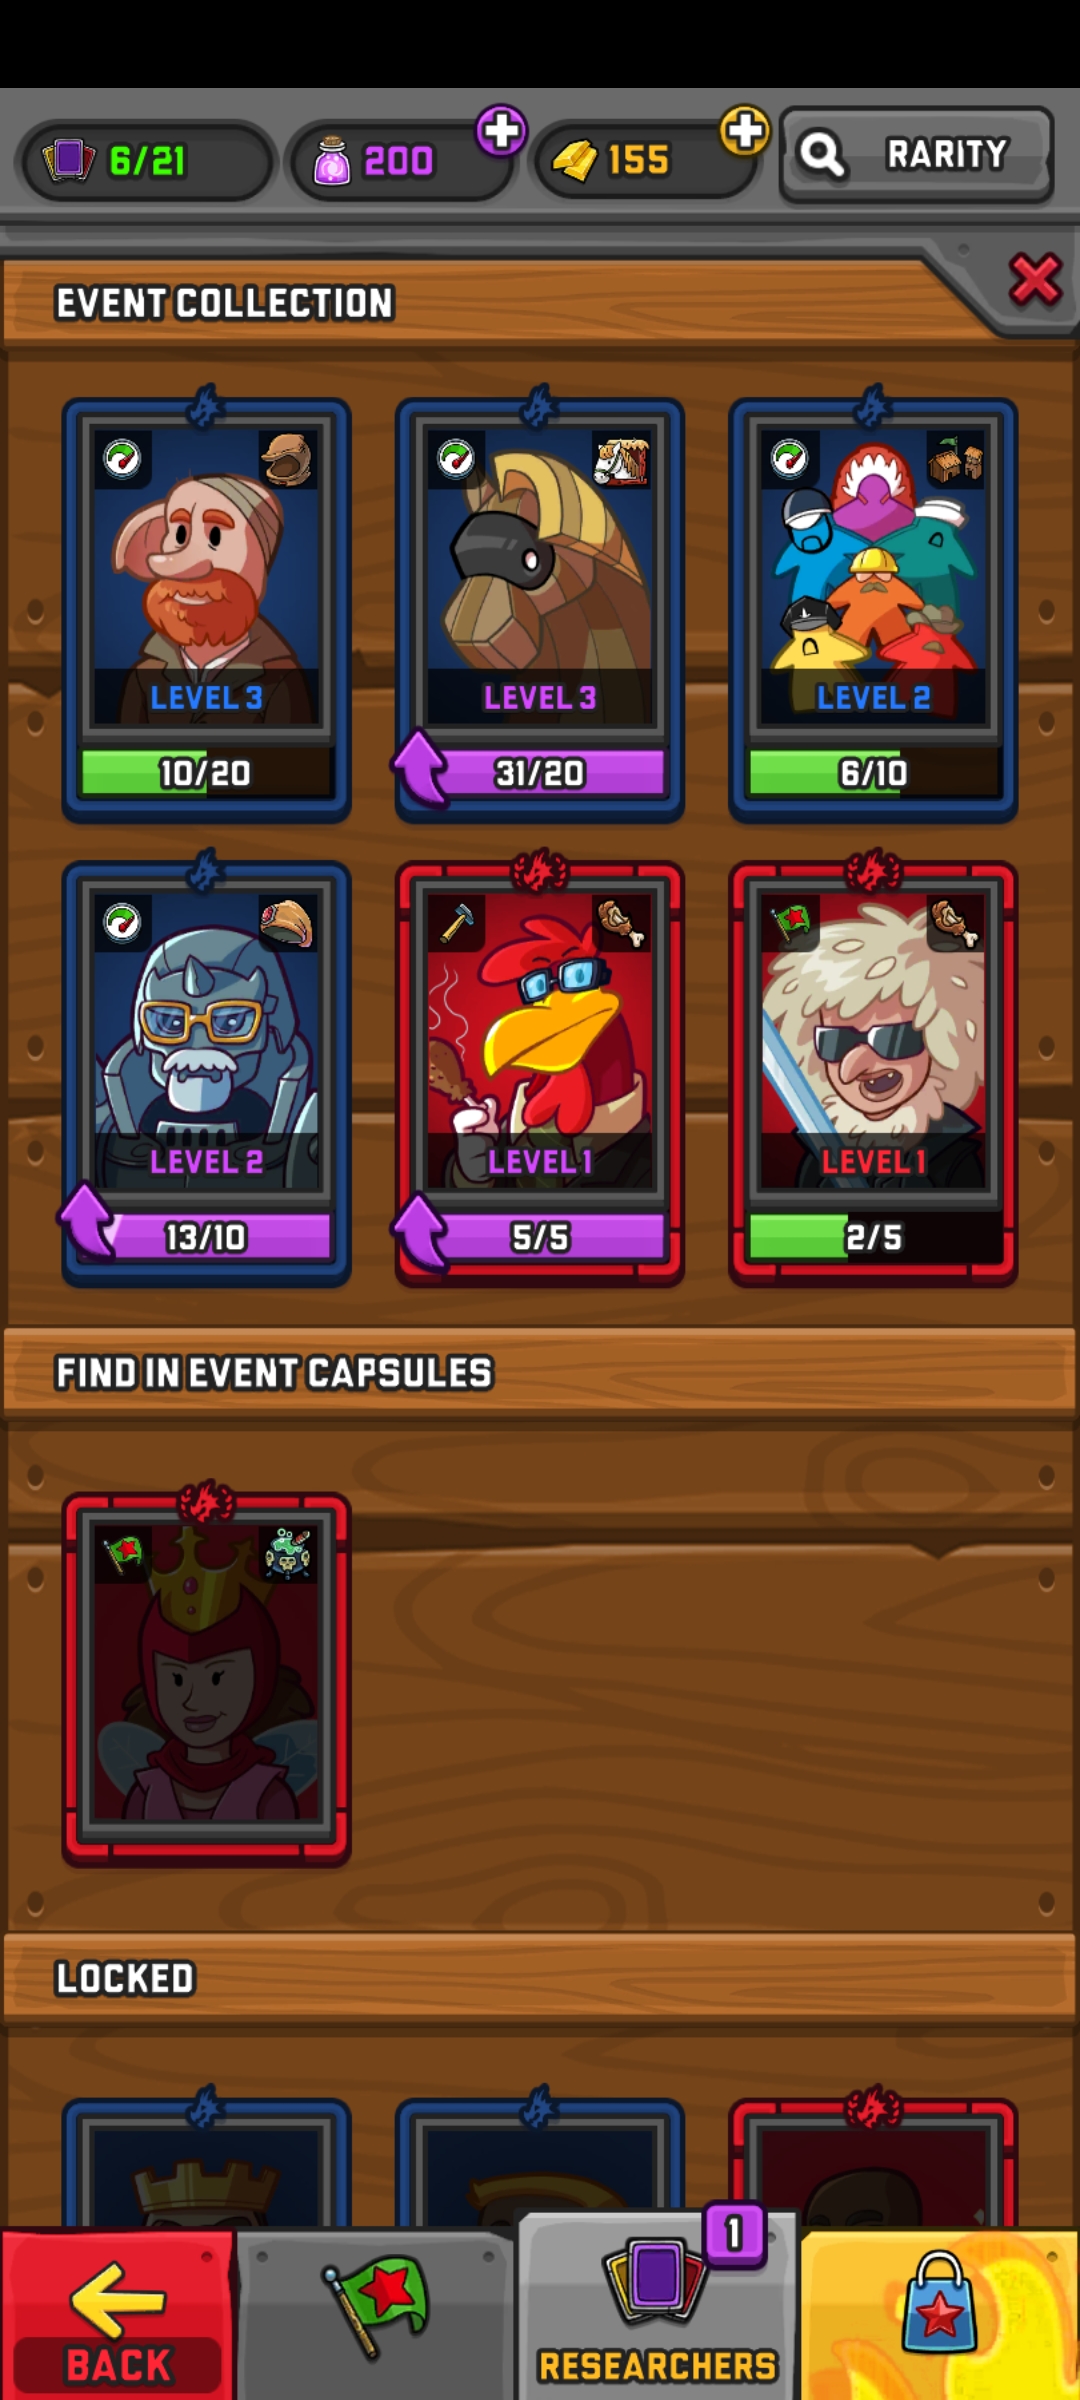 6/21
200
155
RARITY
EVENT COLLECTION
LEVEL 3
LEVEL 3
LEVEL 2
10/20
31/20
6/10
LEVEL 2
LEVEL 1
LEVEL 1
13/10
5/5
2/5
FIND IN EVENT CAPSULES
LOCKED
1
BACK
RESEARCHERS